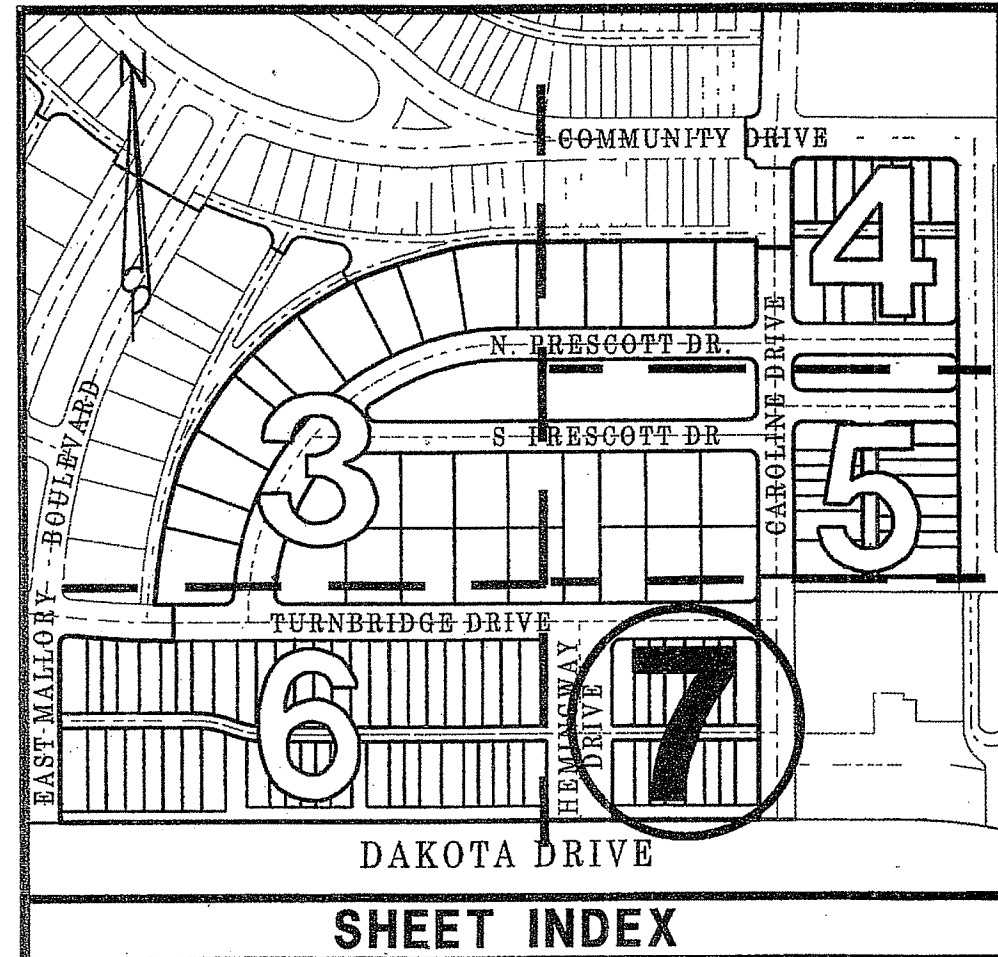 N
COMMUNITY DRIVE
4
N. PRESCOTT DR.
CAROLINE DRIVE
S PRESCOTT DR
3
5
EAST MALLORY BOULEVARD
TURNBRIDGE DRIVE
6
HEMINGWAY
DRIVE
7
DAKOTA DRIVE
SHEET INDEX